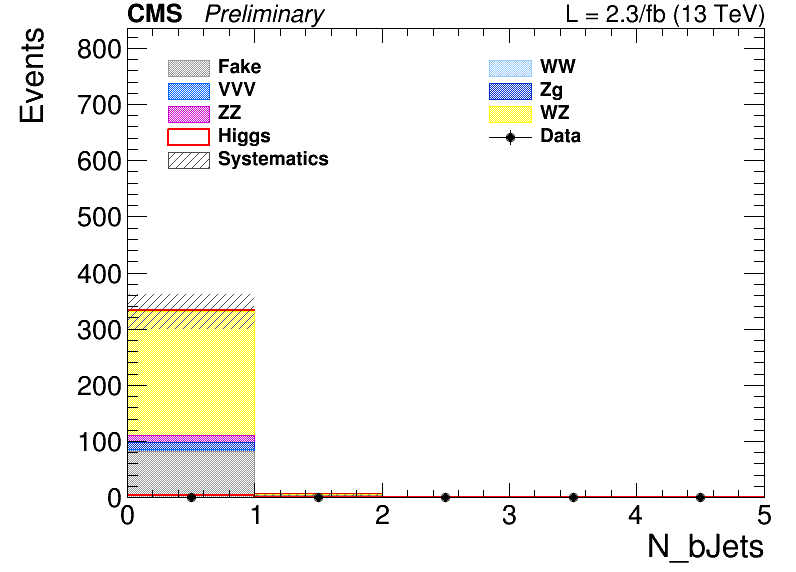 CMS Preliminary L = 2.3/fb (13 TeV)
Events
800
700
600
500
400
300
200
100
0
Fake WW
VVV Zg
ZZ WZ
Higgs Data
Systematics
0 1 2 3 4 5
N_bJets